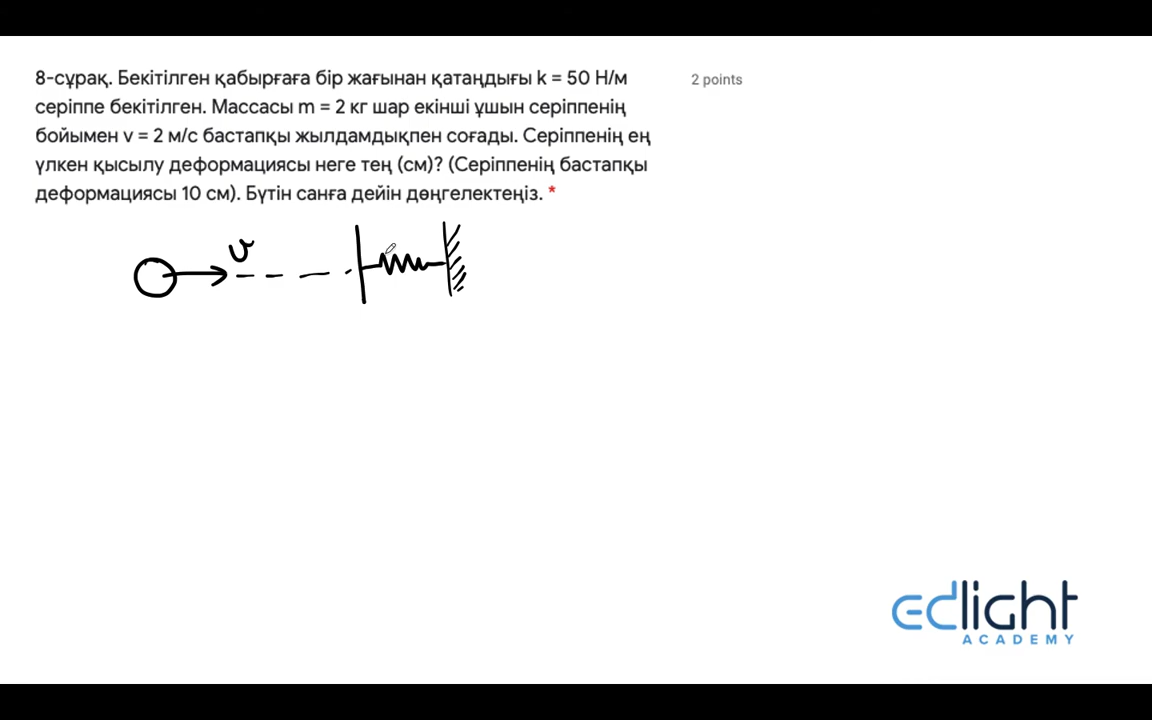 8-сұрақ. Бекітілген қабырғаға бір жағынан қатаңдығы k = 50 Н/м
2 points
серіппе бекітілген. Массасы m = 2 кг шар екінші ұшын серіппенің
бойымен v = 2 м/с бастапқы жылдамдықпен соғады. Серіппенің ең
үлкен қысылу деформациясы неге тең (см)? (Серіппенің бастапқы
деформациясы 10 см). Бүтін санға дейін дөңгелектеңіз. *
v
edlight
ACADEMY